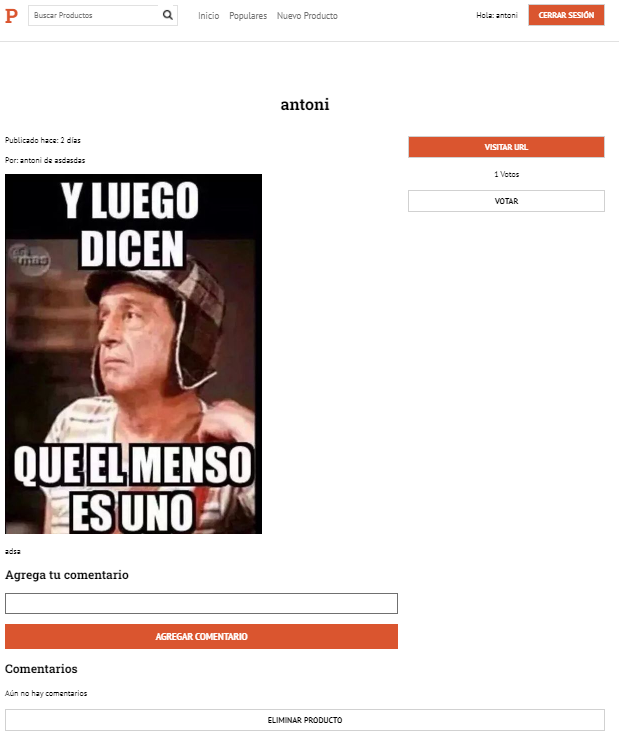 P
Buscar Productos
Inicio Populares Nuevo Producto
Hola: antoni
CERRAR SESIÓN
antoni
Publicado hace: 2 días
Por: antoni de asdasdas
VISITAR URL
1 Votos
VOTAR
Y LUEGO
DICEN
mas
QUE EL MENSO
ES UNO
adsa
Agrega tu comentario
AGREGAR COMENTARIO
Comentarios
Aún no hay comentarios
ELIMINAR PRODUCTO